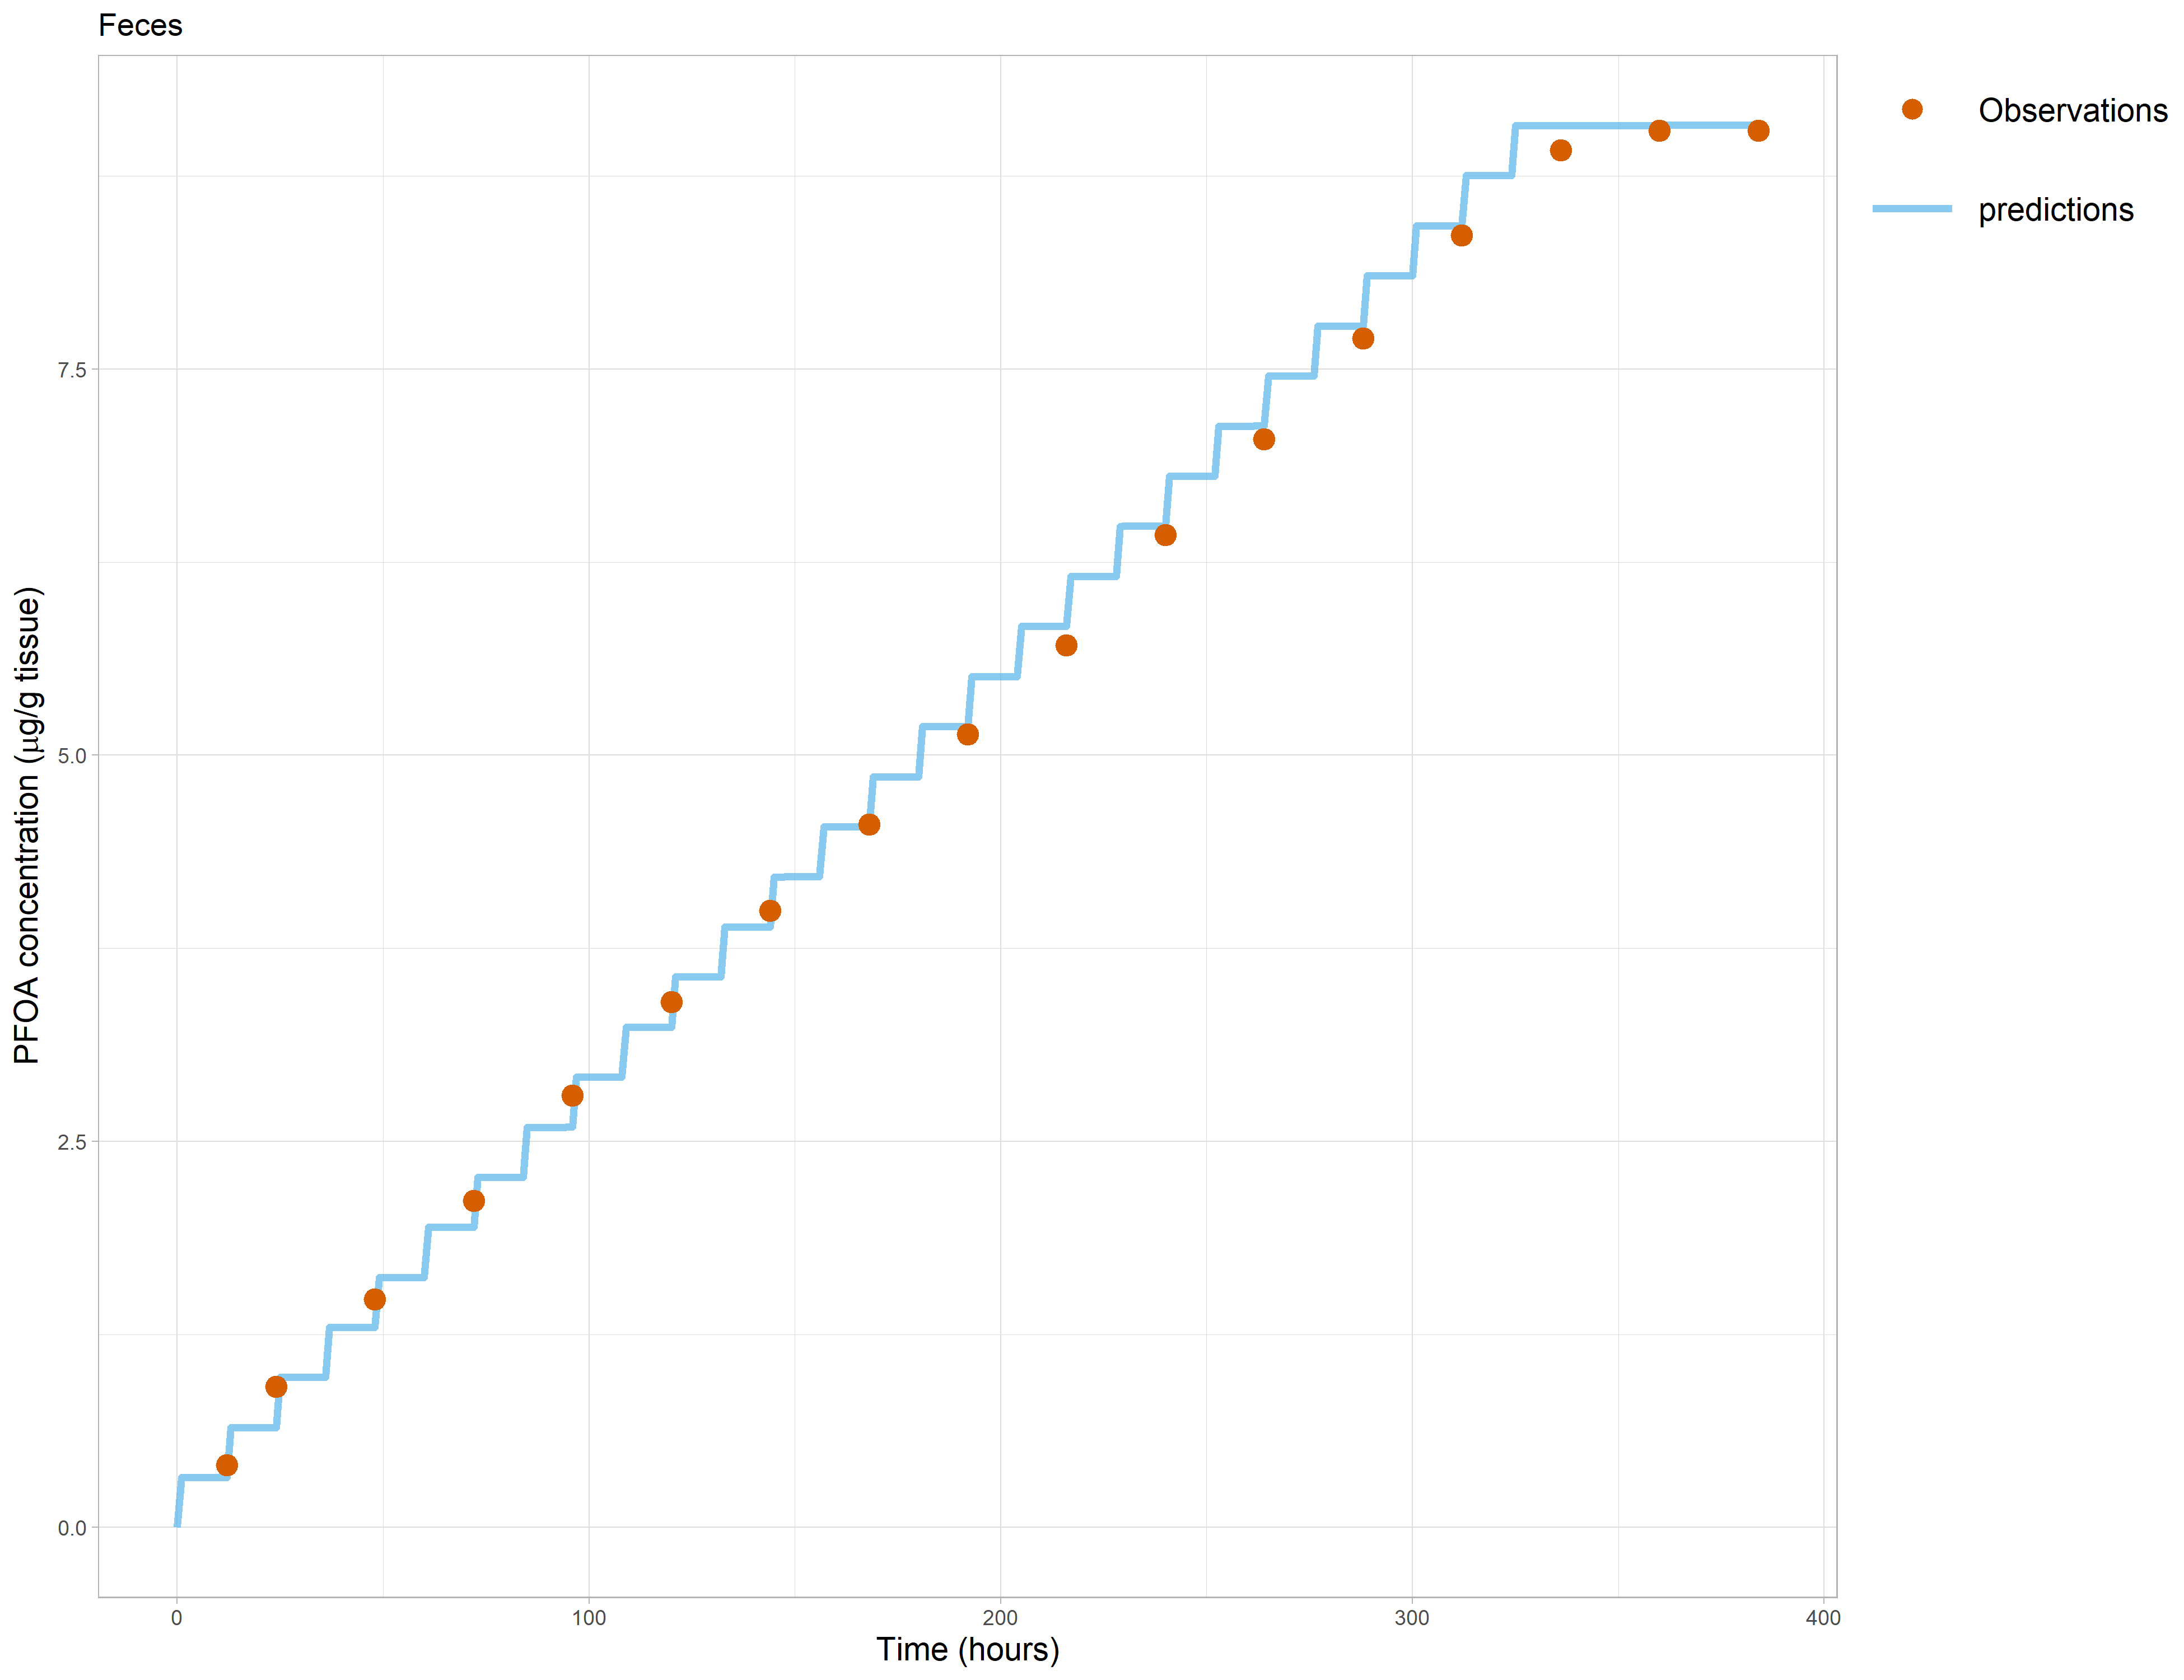 Feces
Observations
predictions
PFOA concentration (μg/g tissue)
7.5
5.0
2.5
0.0
0
100
200
300
400
Time (hours)